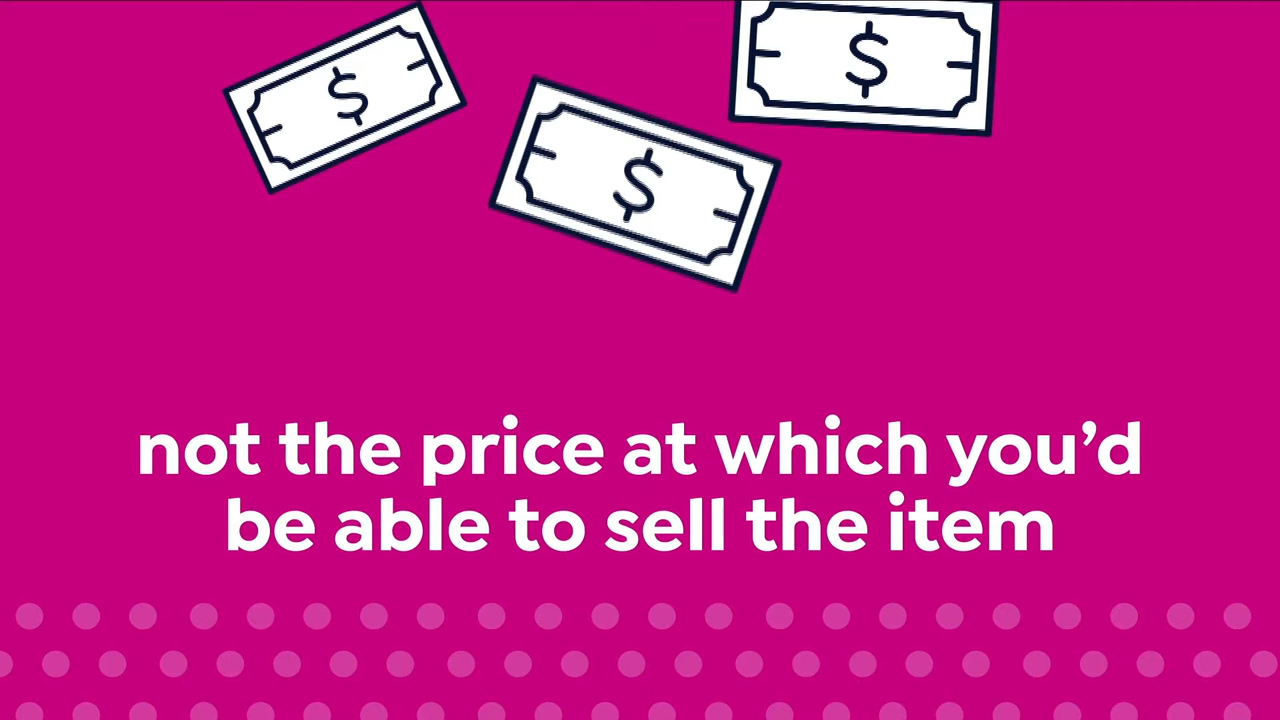 $
$
$
not the price at which you’d
be able to sell the item